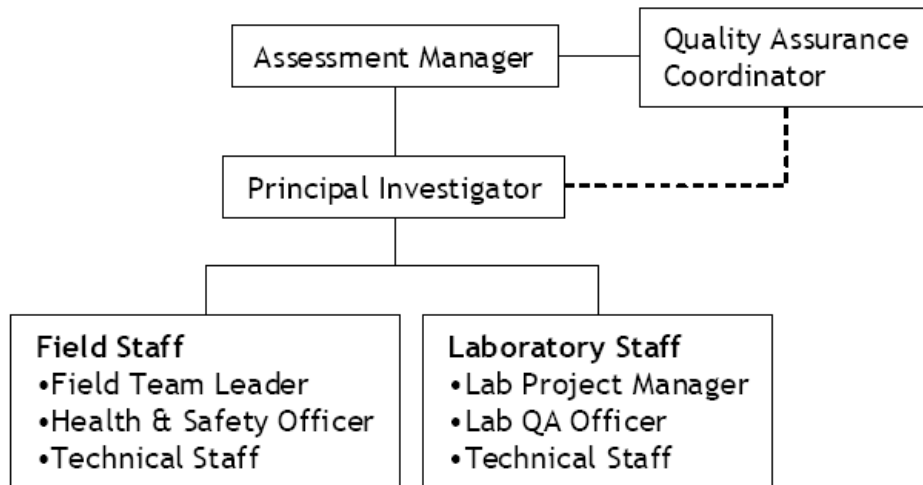 Assessment Manager
Quality Assurance
Coordinator
Principal Investigator
Field Staff
•Field Team Leader
•Health & Safety Officer
•Technical Staff
Laboratory Staff
•Lab Project Manager
•Lab QA Officer
•Technical Staff